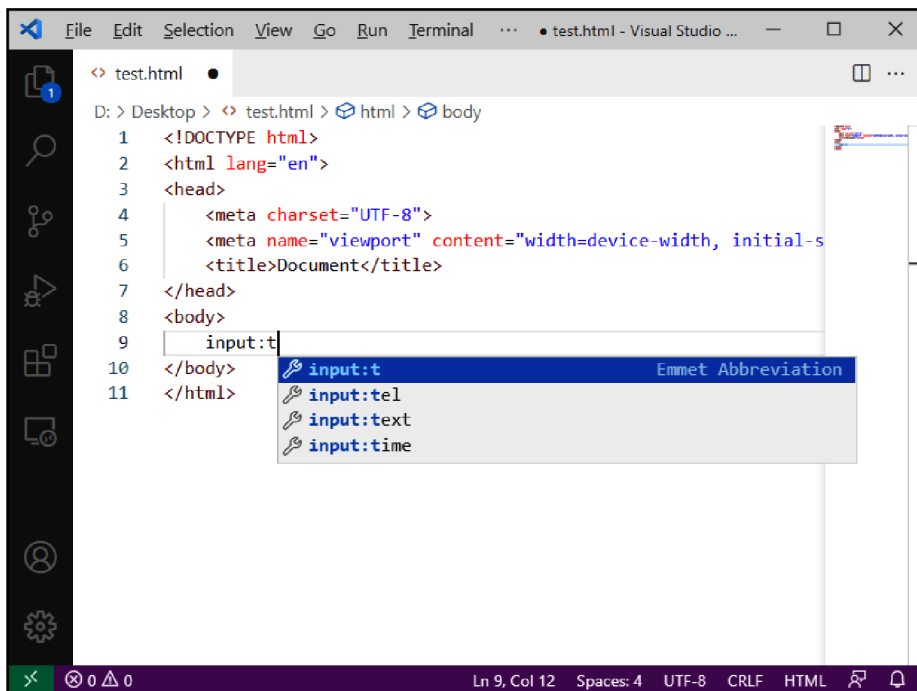 File Edit Selection View Go Run Terminal ··· ● test.html - Visual Studio ...
<> test.html ●
D: > Desktop > <> test.html > html > body
1 <!DOCTYPE html>
2 <html lang="en">
3 <head>
4 <meta charset="UTF-8">
5 <meta name="viewport" content="width=device-width, initial-s
6 <title>Document</title>
7 </head>
8 <body>
9 input:t
10 </body>
11 </html>
input:t Emmet Abbreviation
input:tel
input:text
input:time
1
0 0 Ln 9, Col 12 Spaces: 4 UTF-8 CRLF HTML